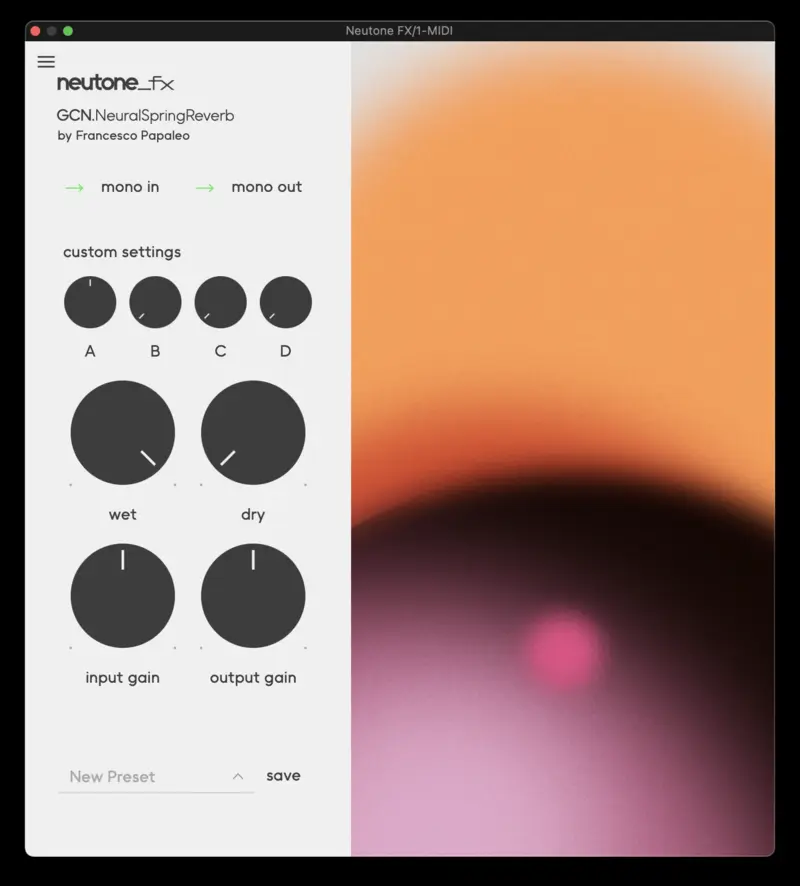 Neutone FX/1-MIDI
neutone_fx
GCN.NeuralSpringReverb
by Francesco Papaleo
mono in mono out
custom settings
A B C D
wet dry
input gain output gain
New Preset save